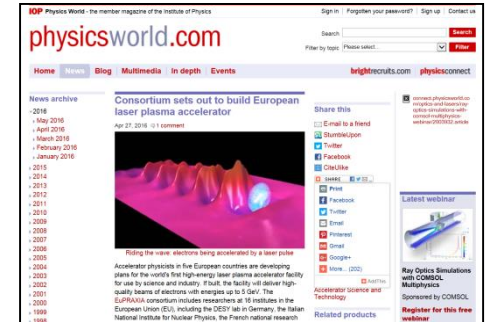 IOP Physics World - the member magazine of the Institute of Physics
Sign in Forgotten your password? Sign up Contact us
physicsworld.com
Search Search
Filter by topic Please select... Filter
Home News Blog Multimedia In depth Events
brightrecruits.com physicsconnect
News archive
2016
May 2016
April 2016
March 2016
February 2016
January 2016
2015
2014
2013
2012
2011
2010
2009
2008
2007
2006
2005
2004
2003
2002
2001
2000
1999
1998
Consortium sets out to build European
laser plasma accelerator
Apr 27, 2016 1 comment
Riding the wave: electrons being accelerated by a laser pulse
Accelerator physicists in five European countries are developing
plans for the world's first high-energy laser plasma accelerator facility
for use by science and industry. If built, the facility will deliver high-
quality beams of electrons with energies up to 5 GeV. The
EuPRAXIA consortium includes researchers at 16 institutes in the
European Union (EU), including the DESY lab in Germany, the Italian
National Institute for Nuclear Physics, the French national research
Share this
E-mail to a friend
StumbleUpon
Twitter
Facebook
CiteUlike
SHARE
Print
Facebook
Twitter
Email
Pinterest
Gmail
Google+
More... (200)
AddThis
Accelerator Science and
Technology
Related products
Latest webinar
Ray Optics Simulations
with COMSOL
Multiphysics
Sponsored by COMSOL
Register for this free
webinar